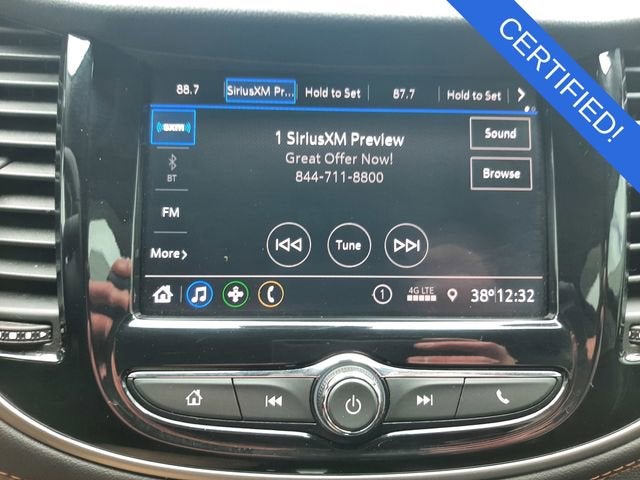 CERTIFIED!
88.7 SiriusXM Pr... Hold to Set 87.7 Hold to Set
((SXM))
1 SiriusXM Preview
Great Offer Now!
844-711-8800
Sound
Browse
BT
FM
More
Tune
1 4G LTE 38° 12:32